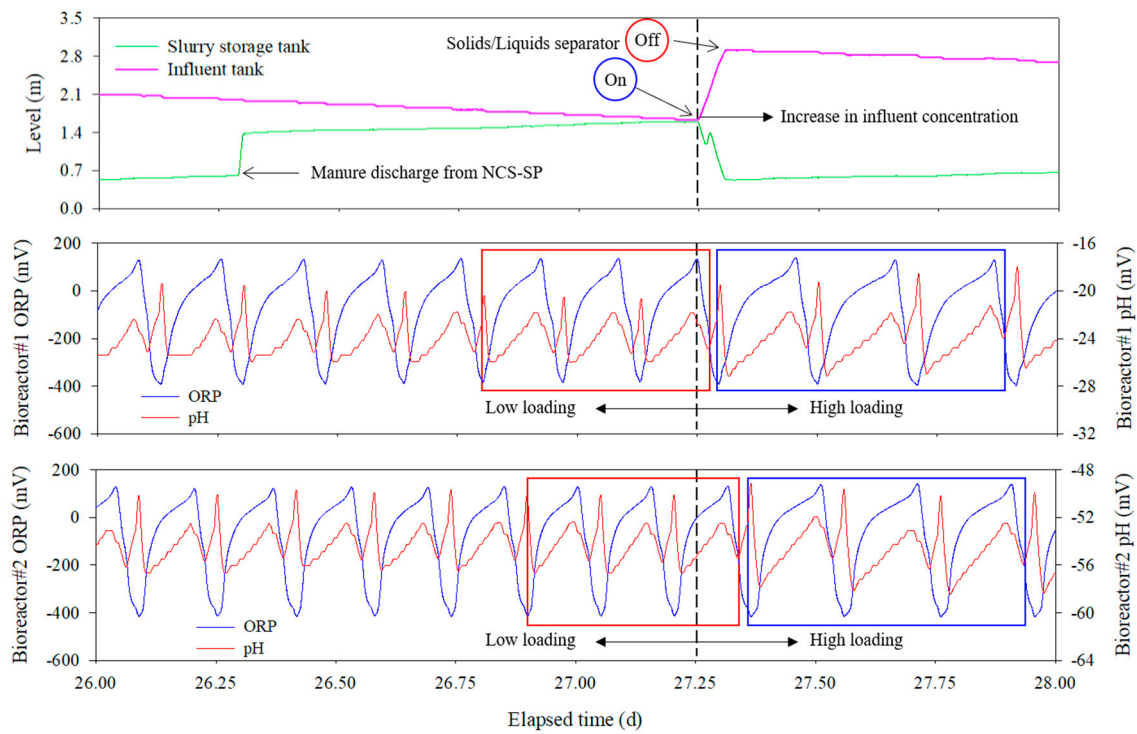 3.5
2.8
2.1
1.4
0.7
0.0
Level (m)
Slurry storage tank
Influent tank
Solids/Liquids separator
Off
On
Increase in influent concentration
Manure discharge from NCS-SP
200
0
-200
-400
-600
Bioreactor#1 ORP (mV)
ORP
pH
Low loading
High loading
-16
-20
-24
-28
-32
Bioreactor#1 pH (mV)
200
0
-200
-400
-600
Bioreactor#2 ORP (mV)
ORP
pH
Low loading
High loading
-48
-52
-56
-60
-64
Bioreactor#2 pH (mV)
26.00
26.25
26.50
26.75
27.00
27.25
27.50
27.75
28.00
Elapsed time (d)